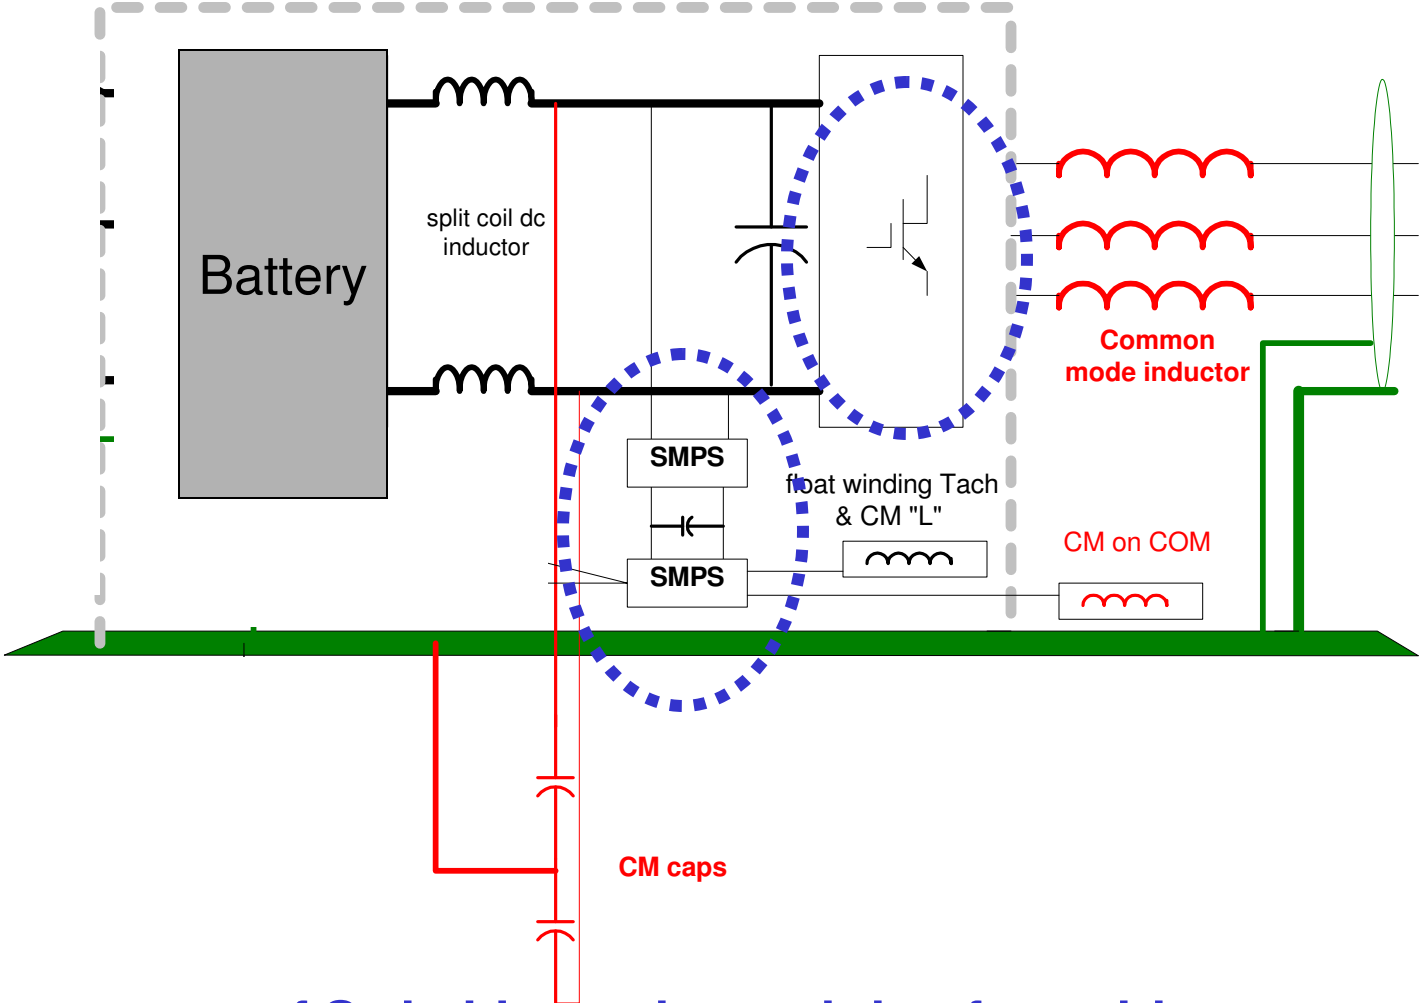 split coil dc
inductor
Battery
Common
mode inductor
SMPS
float winding Tach
& CM "L"
CM on COM
SMPS
CM caps